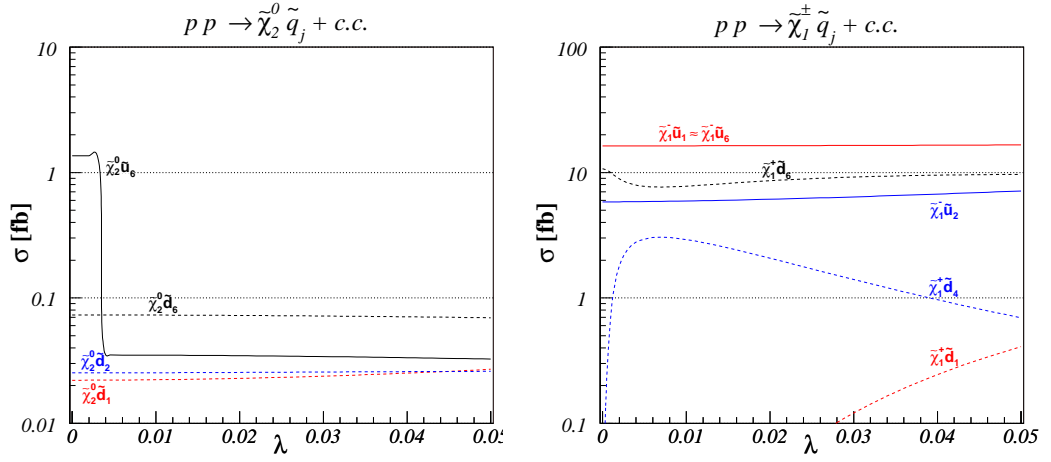 p p → χ̃₂⁰ q̃ⱼ + c.c.
σ [fb]
10
1
0.1
0.01
χ̃₂⁰ũ₆
χ̃₂⁰d̃₆
χ̃₂⁰d̃₂
χ̃₂⁰d̃₁
0 0.01 0.02 0.03 0.04 0.05
λ
p p → χ̃₁± q̃ⱼ + c.c.
σ [fb]
100
10
1
0.1
χ̃₁⁻ũ₁ ≈ χ̃₁⁻ũ₆
χ̃₁⁺d̃₆
χ̃₁⁻ũ₂
χ̃₁⁺d̃₄
χ̃₁⁺d̃₁
0 0.01 0.02 0.03 0.04 0.05
λ